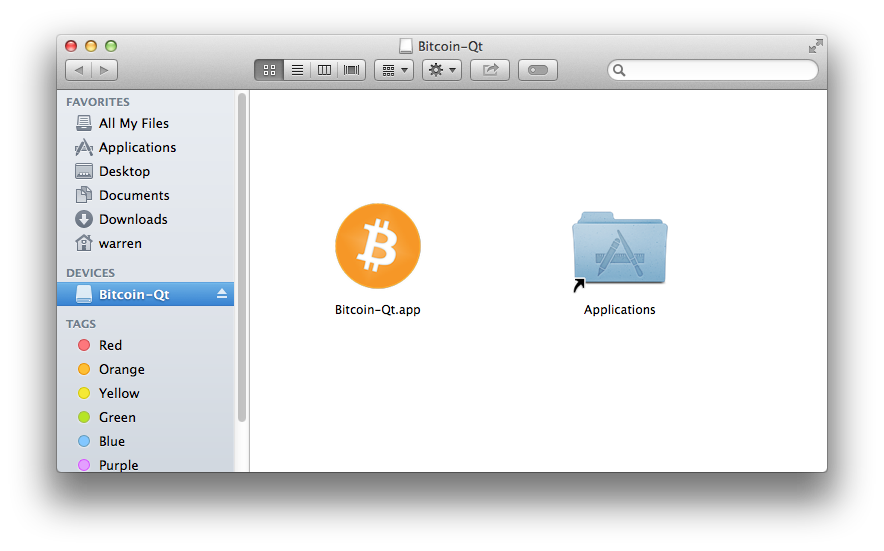 Bitcoin-Qt
FAVORITES
All My Files
Applications
Desktop
Documents
Downloads
warren
DEVICES
Bitcoin-Qt
TAGS
Red
Orange
Yellow
Green
Blue
Purple
Bitcoin-Qt.app
Applications